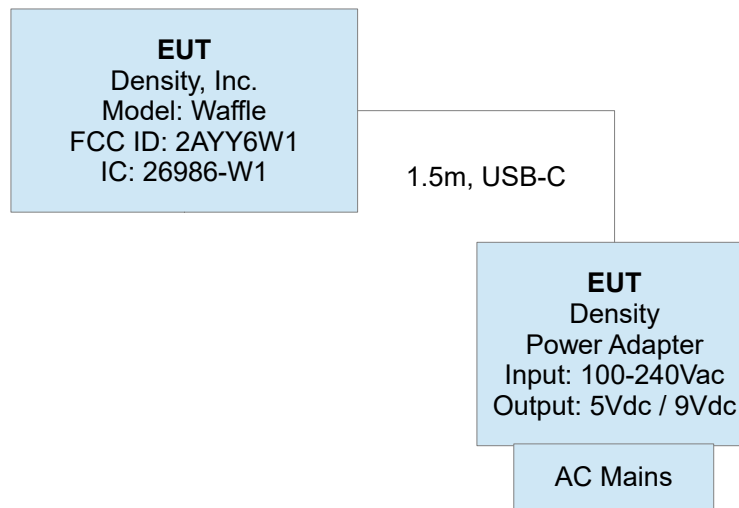 EUT
Density, Inc.
Model: Waffle
FCC ID: 2AYY6W1
IC: 26986-W1
1.5m, USB-C
EUT
Density
Power Adapter
Input: 100-240Vac
Output: 5Vdc / 9Vdc
AC Mains